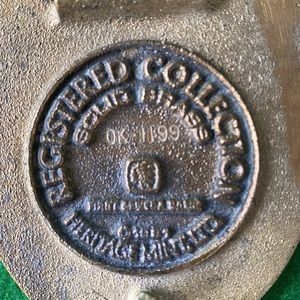 REGISTERED COLLECTION
SOLID BRASS
OK 1199
HERITAGE MINT LTD